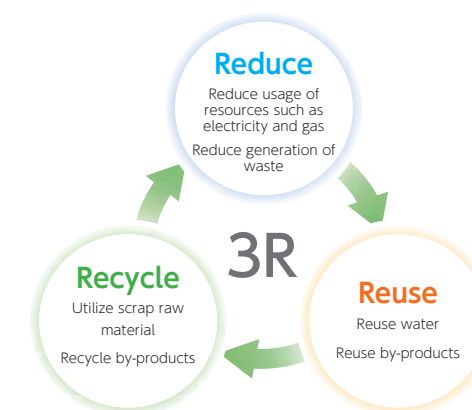 Reduce
Reduce usage of
resources such as
electricity and gas
Reduce generation of
waste
3R
Recycle
Utilize scrap raw
material
Recycle by-products
Reuse
Reuse water
Reuse by-products